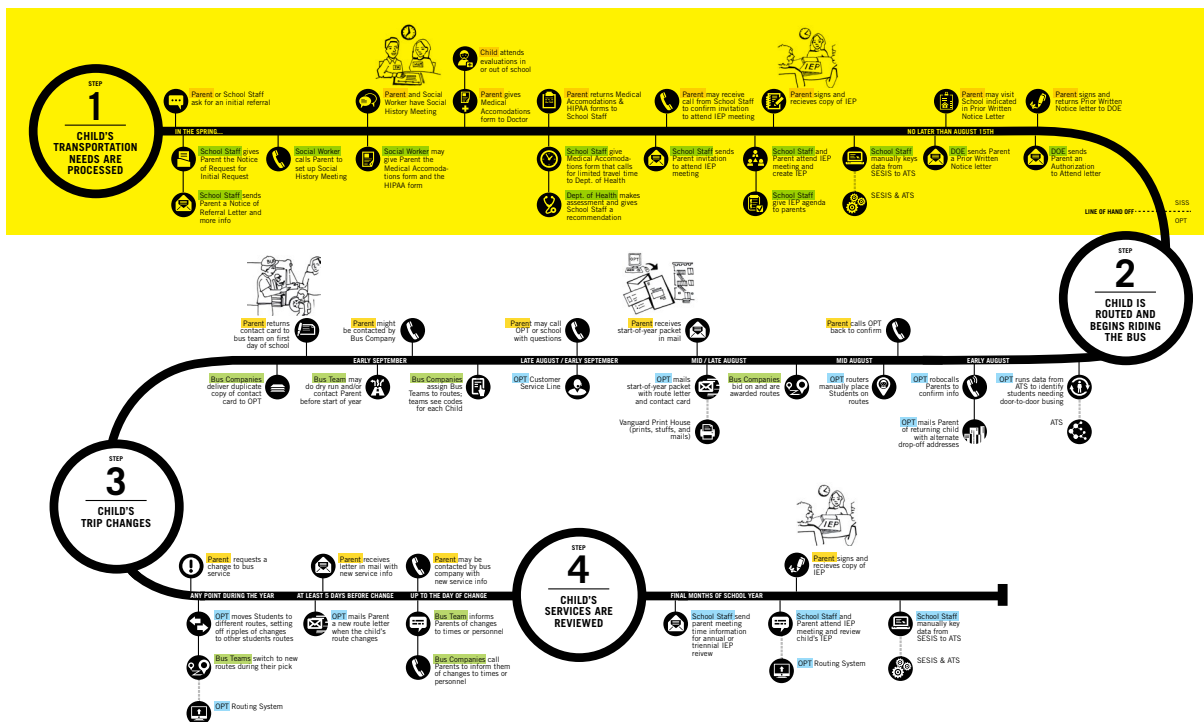 STEP
1
CHILD'S
TRANSPORTATION
NEEDS ARE
PROCESSED
Parent or School Staff
ask for an initial referral
Parent and Social
Worker have Social
History Meeting
Child attends
evaluations in
or out of school
Parent gives
Medical
Accomodations
form to Doctor
Parent returns Medical
Accomodations &
HIPAA forms to
School Staff
Parent may receive
call from School Staff
to confirm invitation
to attend IEP meeting
IEP
Parent signs and
recieves copy of IEP
Parent may visit
School indicated
in Prior Written
Notice Letter
Parent signs and
returns Prior Written
Notice letter to DOE
IN THE SPRING...
NO LATER THAN AUGUST 15TH
School Staff gives
Parent the Notice
of Request for
Initial Request
School Staff sends
Parent a Notice of
Referral Letter and
more info
Social Worker
calls Parent to
set up Social
History Meeting
Social Worker may
give Parent the
Medical Accomoda-
tions form and the
HIPAA form
School Staff give
Medical Accomoda-
tions form that calls
for limited travel time
to Dept. of Health
Dept. of Health makes
assessment and gives
School Staff a
recommendation
School Staff sends
Parent invitation
to attend IEP
meeting
School Staff and
Parent attend IEP
meeting and
create IEP
School Staff
give IEP agenda
to parents
School Staff
manually keys
data from
SESIS to ATS
SESIS & ATS
DOE sends Parent
a Prior Written
Notice letter
DOE sends
Parent an
Authorization
to Attend letter
LINE OF HAND OFF
SISS
OPT
STEP
2
CHILD IS
ROUTED AND
BEGINS RIDING
THE BUS
BUS
OPT
Parent returns
contact card to
bus team on first
day of school
Parent might
be contacted by
Bus Company
Parent may call
OPT or school
with questions
Parent receives
start-of-year packet
in mail
Parent calls OPT
back to confirm
EARLY SEPTEMBER
LATE AUGUST / EARLY SEPTEMBER
MID / LATE AUGUST
MID AUGUST
EARLY AUGUST
Bus Companies
deliver duplicate
copy of contact
card to OPT
Bus Team may
do dry run and/or
contact Parent
before start of year
Bus Companies
assign Bus
Teams to routes;
teams see codes
for each Child
OPT Customer
Service Line
OPT mails
start-of-year packet
with route letter
and contact card
Vanguard Print House
(prints, stuffs, and
mails)
Bus Companies
bid on and are
awarded routes
OPT routers
manually place
Students on
routes
OPT robocalls
Parents to
confirm info
OPT mails Parent
of returning child
with alternate
drop-off addresses
OPT runs data from
ATS to identify
students needing
door-to-door busing
ATS
STEP
3
CHILD'S
TRIP CHANGES
Parent requests a
change to bus
service
Parent receives
letter in mail with
new service info
Parent may be
contacted by bus
company with
new service info
ANY POINT DURING THE YEAR
AT LEAST 5 DAYS BEFORE CHANGE
UP TO THE DAY OF CHANGE
OPT moves Students to
different routes, setting
off ripples of changes
to other students routes
Bus Teams switch to new
routes during their pick
OPT Routing System
OPT mails Parent
a new route letter
when the child's
route changes
Bus Team informs
Parents of changes
to times or personnel
Bus Companies call
Parents to inform them
of changes to times or
personnel
STEP
4
CHILD'S
SERVICES ARE
REVIEWED
IEP
Parent signs and
recieves copy of
IEP
FINAL MONTHS OF SCHOOL YEAR
School Staff send
parent meeting
time information
for annual or
triennial IEP
reivew
School Staff and
Parent attend IEP
meeting and review
child's IEP
OPT Routing System
School Staff
manually key
data from
SESIS to ATS
SESIS & ATS